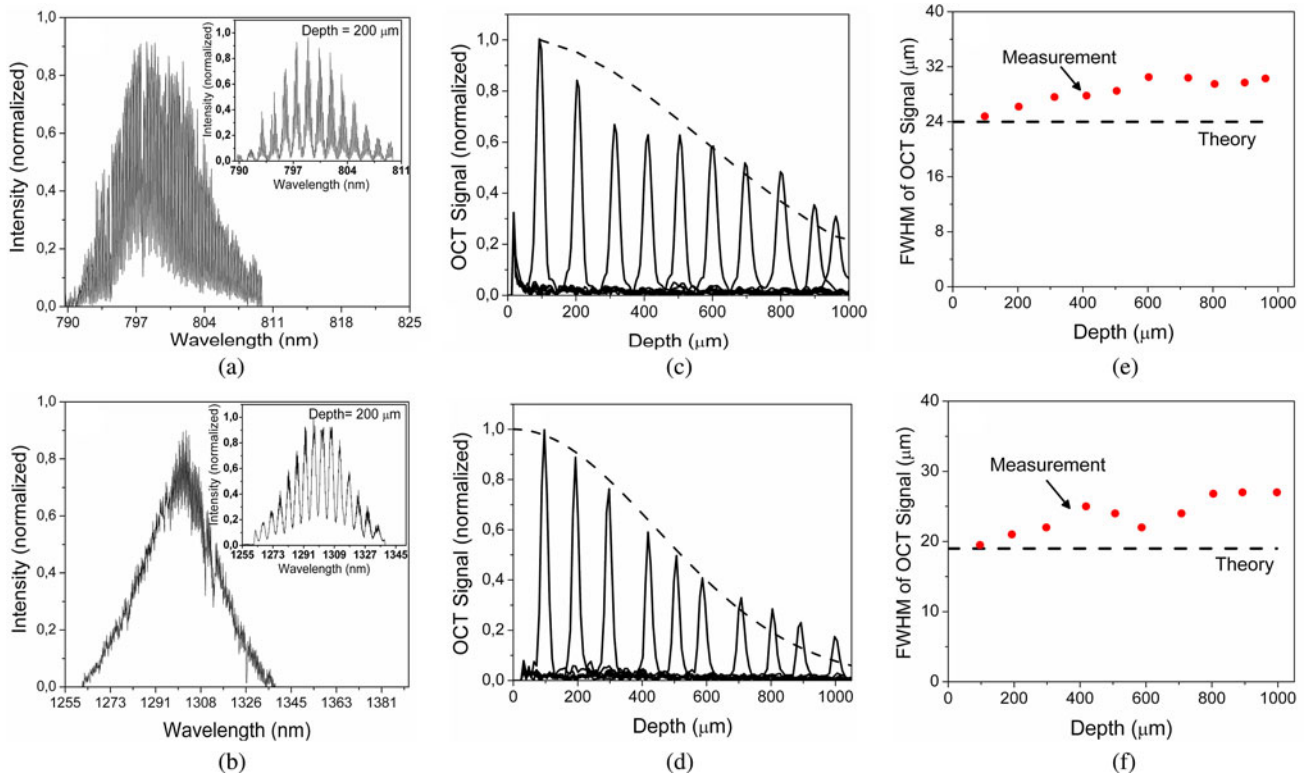 Intensity (normalized)
1,0
0,8
0,6
0,4
0,2
0,0
790 797 804 811 818 825
Wavelength (nm)
Depth = 200 μm
Intensity (normalized)
1,0
0,8
0,6
0,4
0,2
0,0
790 797 804 811
Wavelength (nm)
(a)
OCT Signal (normalized)
1,0
0,8
0,6
0,4
0,2
0,0
0 200 400 600 800 1000
Depth (μm)
(c)
FWHM of OCT Signal (μm)
40
32
24
16
8
0
Measurement
Theory
0 200 400 600 800 1000
Depth (μm)
(e)
Intensity (normalized)
1,0
0,8
0,6
0,4
0,2
0,0
1255 1273 1291 1308 1326 1345 1363 1381
Wavelength (nm)
Depth= 200 μm
Intensity (normalized)
1,0
0,8
0,6
0,4
0,2
0,0
1255 1273 1291 1309 1327 1345
Wavelength (nm)
(b)
OCT Signal (normalized)
1,0
0,8
0,6
0,4
0,2
0,0
0 200 400 600 800 1000
Depth (μm)
(d)
FWHM of OCT Signal (μm)
40
30
20
10
0
Measurement
Theory
0 200 400 600 800 1000
Depth (μm)
(f)